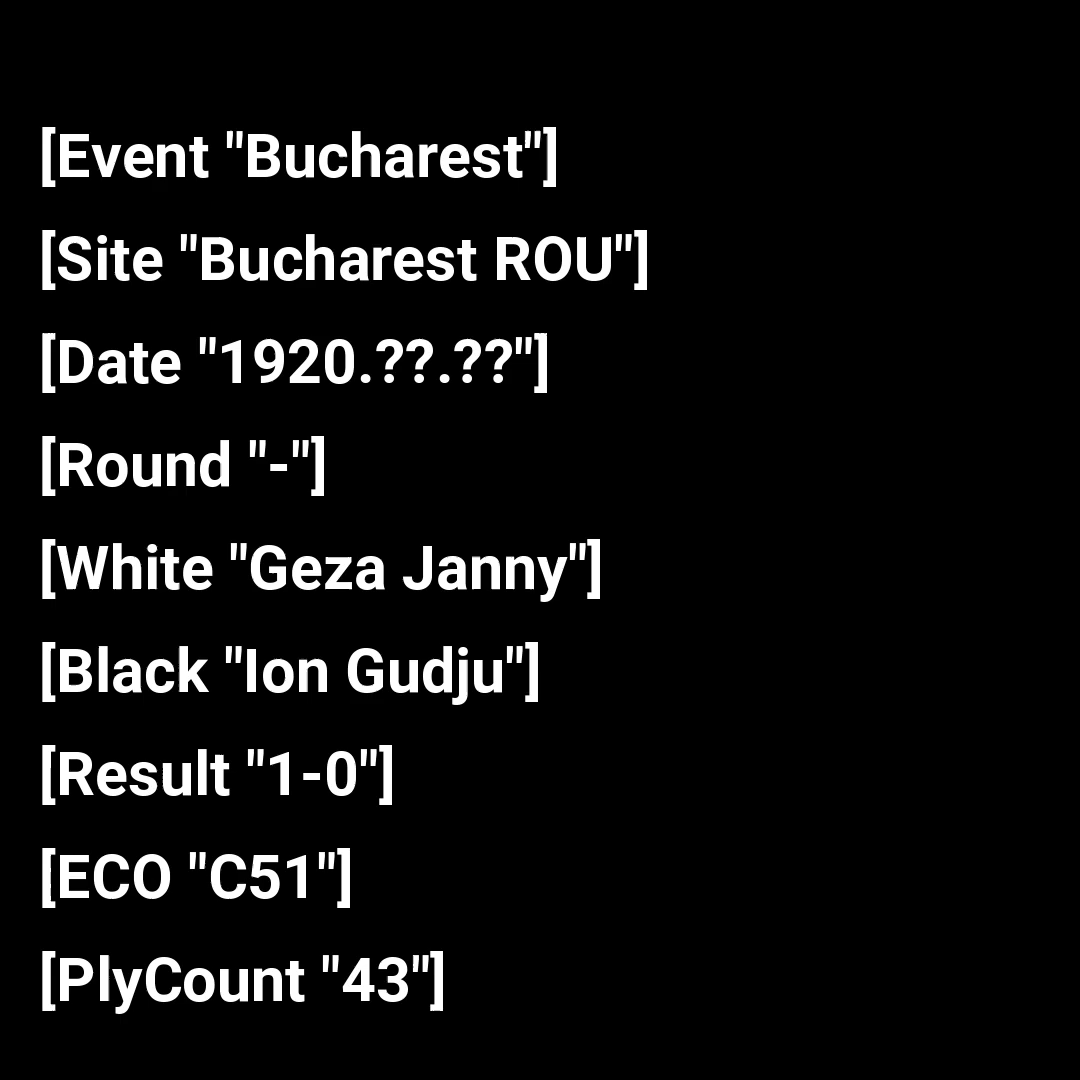 [Event "Bucharest"]
[Site "Bucharest ROU"]
[Date "1920.??.??"]
[Round "-"]
[White "Geza Janny"]
[Black "Ion Gudju"]
[Result "1-0"]
[ECO "C51"]
[PlyCount "43"]